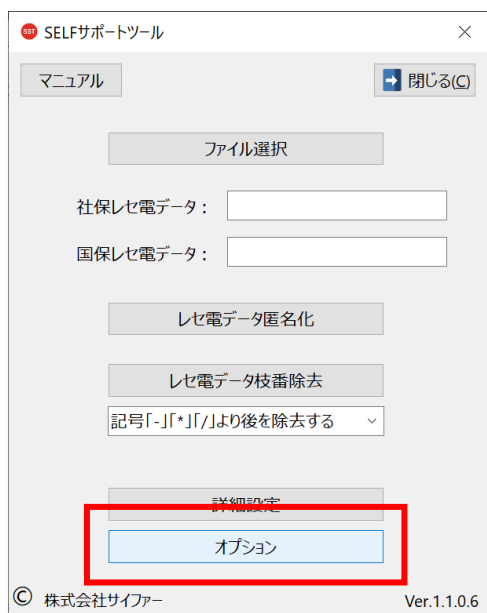 SST SELFサポートツール
マニュアル
閉じる(C)
ファイル選択
社保レセ電データ：
国保レセ電データ：
レセ電データ匿名化
レセ電データ枝番除去
記号「-」「*」「/」より後を除去する
詳細設定
オプション
© 株式会社サイファー Ver.1.1.0.6